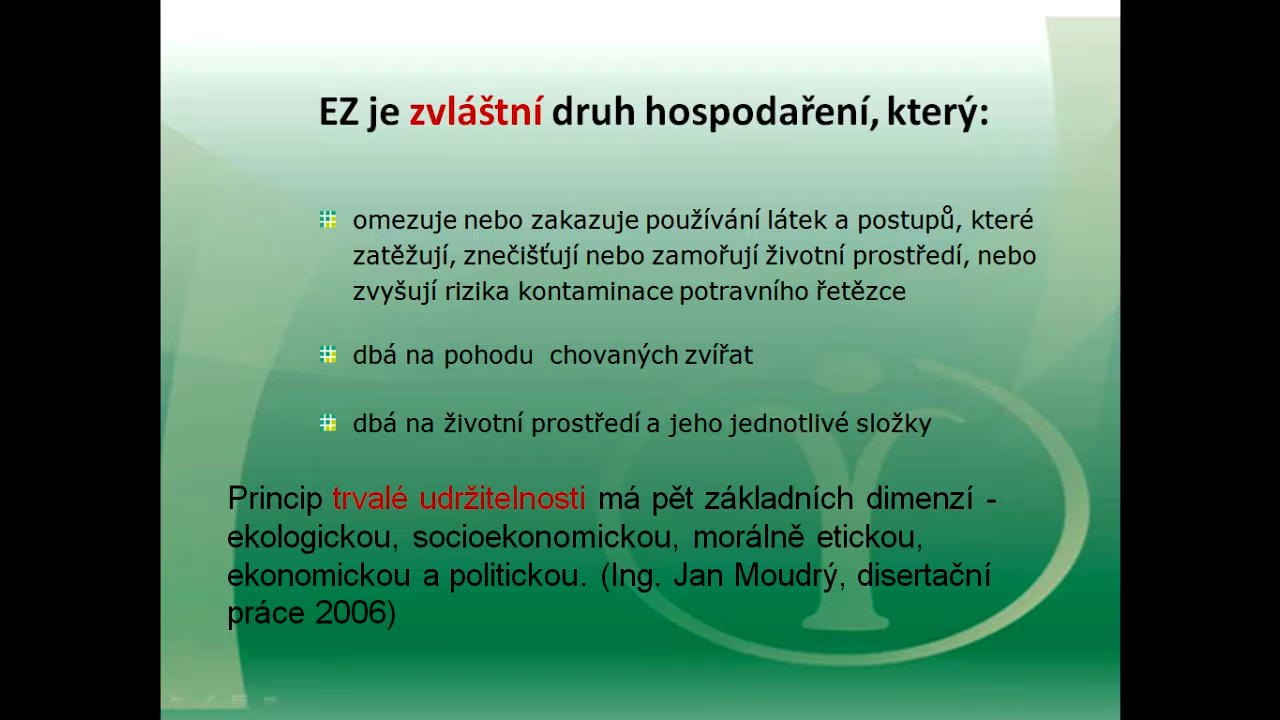 EZ je zvláštní druh hospodaření, který:
omezuje nebo zakazuje používání látek a postupů, které
zatěžují, znečišťují nebo zamořují životní prostředí, nebo
zvyšují rizika kontaminace potravního řetězce
dbá na pohodu chovaných zvířat
dbá na životní prostředí a jeho jednotlivé složky
Princip trvalé udržitelnosti má pět základních dimenzí -
ekologickou, socioekonomickou, morálně etickou,
ekonomickou a politickou. (Ing. Jan Moudrý, disertační
práce 2006)